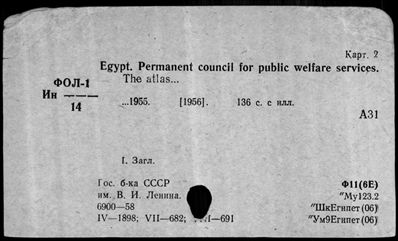 Карт. 2
Egypt. Permanent council for public welfare services.
The atlas...
ФОЛ-1
Ин
14
...1955. [1956]. 136 с. с илл.
А31
I. Загл.
Гос. б-ка СССР
им. В. И. Ленина.
6900—58
IV—1898; VII—682; -691
Ф11(6Е)
"Му123.2
"ШкЕгипет(06)
"Ум9Египет(06)